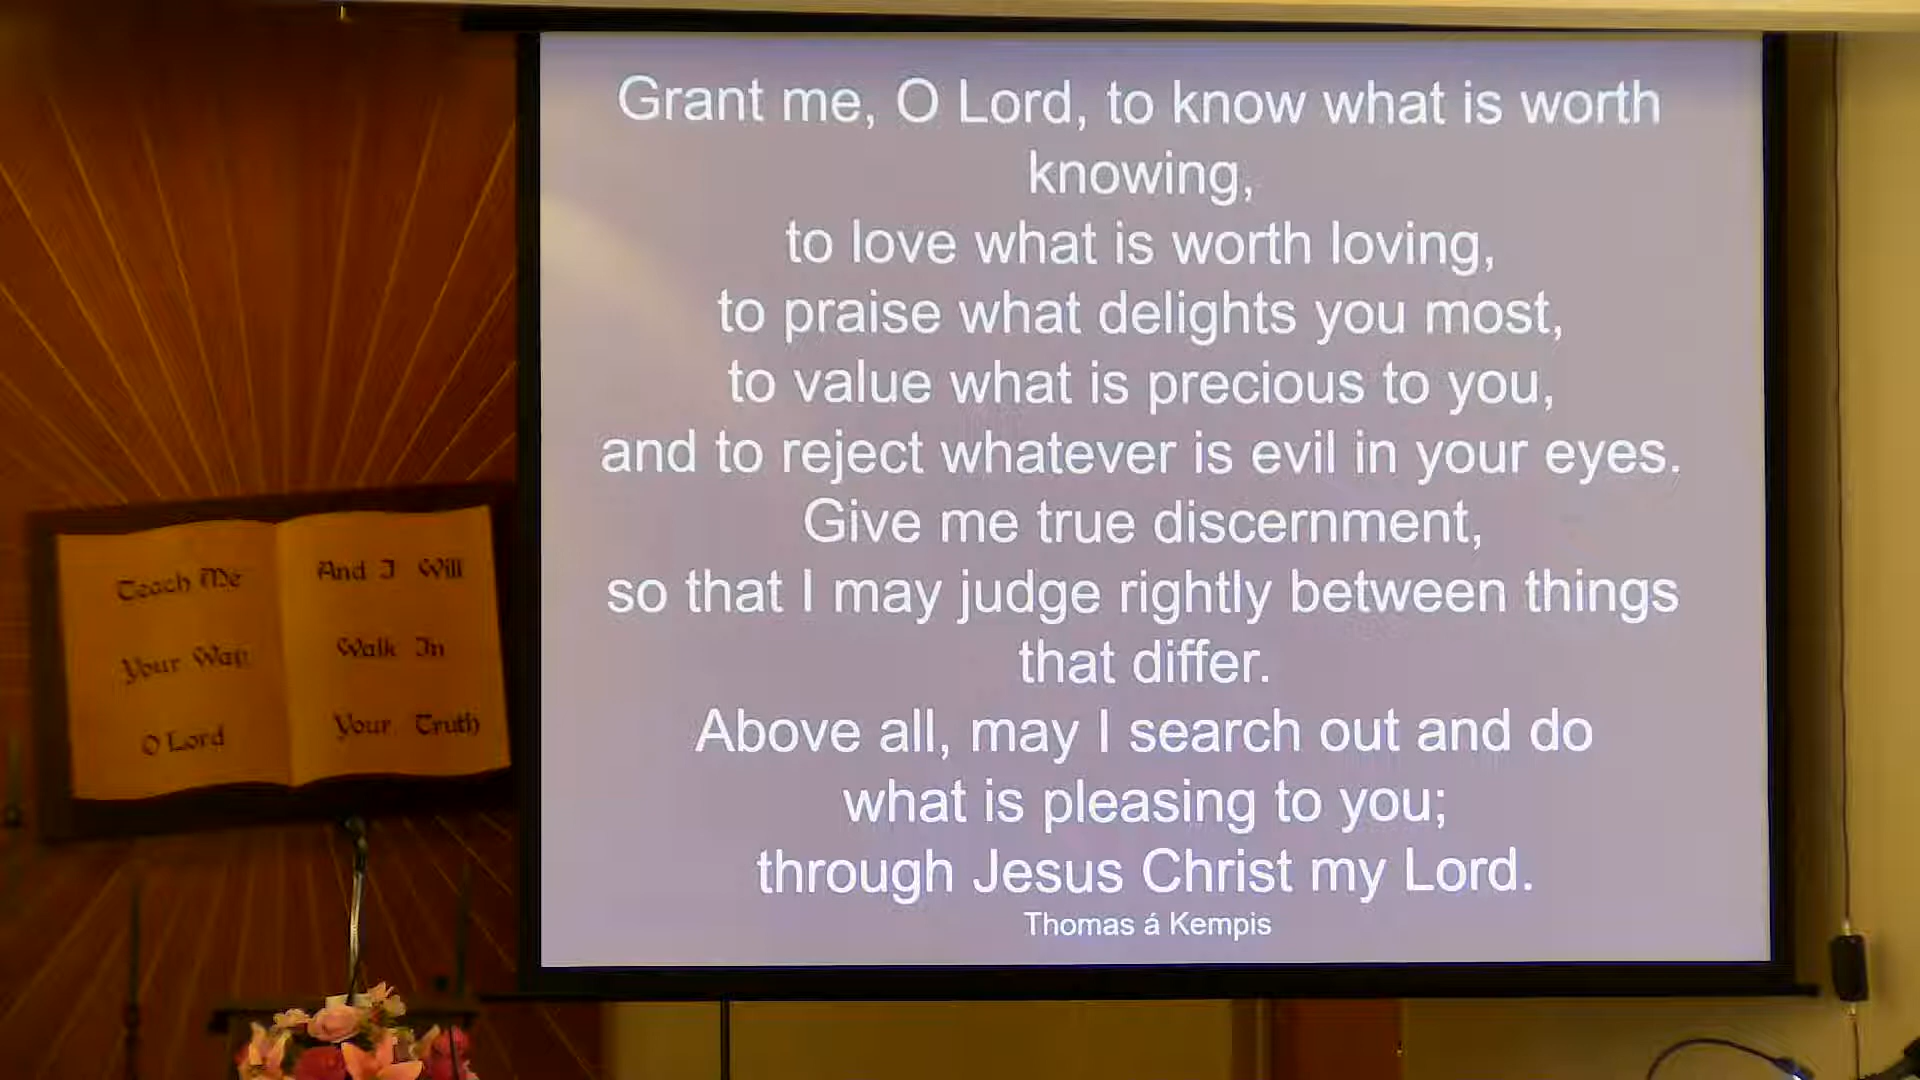 Grant me, O Lord, to know what is worth
knowing,
to love what is worth loving,
to praise what delights you most,
to value what is precious to you,
and to reject whatever is evil in your eyes.
Give me true discernment,
so that I may judge rightly between things
that differ.
Above all, may I search out and do
what is pleasing to you;
through Jesus Christ my Lord.
Thomas á Kempis
Teach Me
Your Way
O Lord
And I Will
Walk In
Your Truth